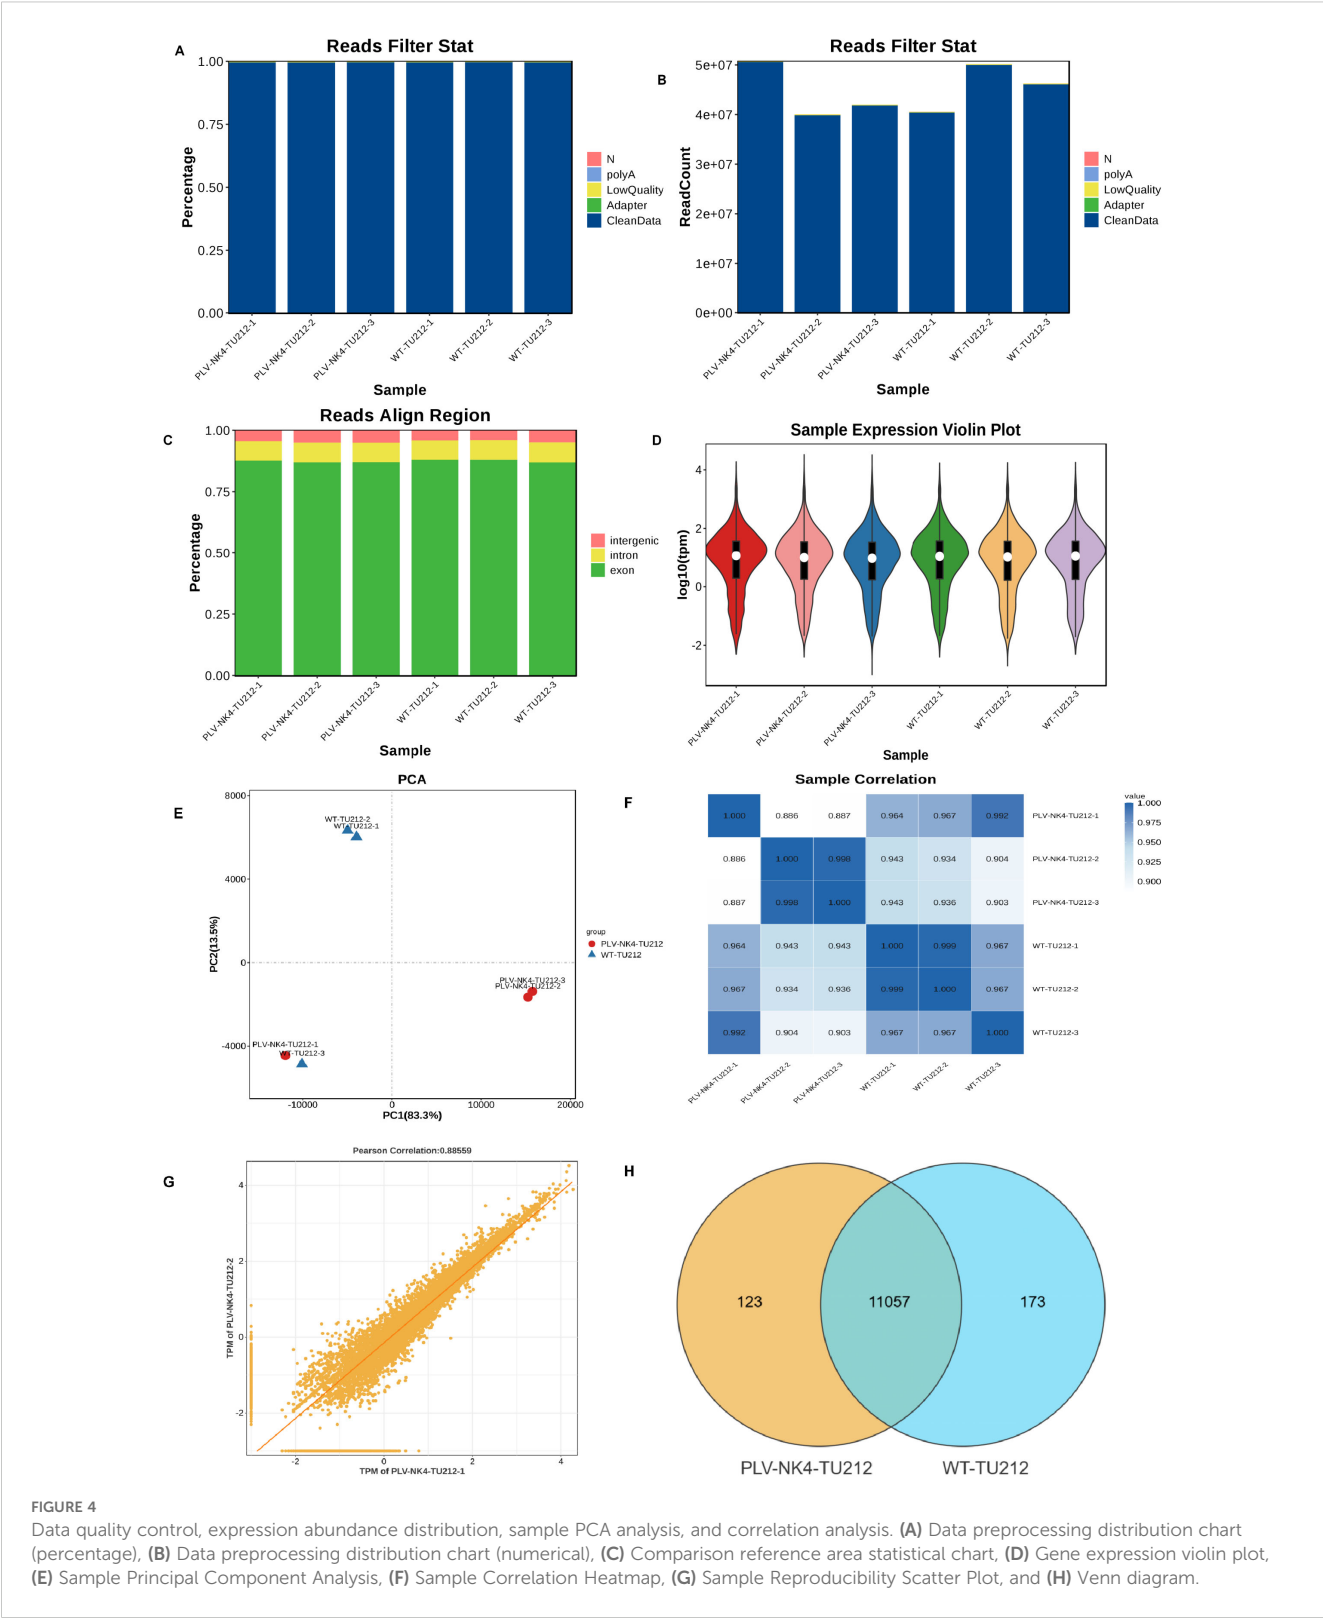 A
Reads Filter Stat
Percentage
1.00
0.75
0.50
0.25
0.00
PLV-NK4-TU212-1
PLV-NK4-TU212-2
PLV-NK4-TU212-3
WT-TU212-1
WT-TU212-2
WT-TU212-3
Sample
N
polyA
LowQuality
Adapter
CleanData
B
Reads Filter Stat
ReadCount
5e+07
4e+07
3e+07
2e+07
1e+07
0e+00
PLV-NK4-TU212-1
PLV-NK4-TU212-2
PLV-NK4-TU212-3
WT-TU212-1
WT-TU212-2
WT-TU212-3
Sample
N
polyA
LowQuality
Adapter
CleanData
C
Reads Align Region
Percentage
1.00
0.75
0.50
0.25
0.00
PLV-NK4-TU212-1
PLV-NK4-TU212-2
PLV-NK4-TU212-3
WT-TU212-1
WT-TU212-2
WT-TU212-3
Sample
intergenic
intron
exon
D
Sample Expression Violin Plot
log10(tpm)
4
2
0
-2
PLV-NK4-TU212-1
PLV-NK4-TU212-2
PLV-NK4-TU212-3
WT-TU212-1
WT-TU212-2
WT-TU212-3
Sample
E
PCA
PC2(13.5%)
8000
4000
0
-4000
WT-TU212-2
WT-TU212-1
PLV-NK4-TU212-3
PLV-NK4-TU212-2
PLV-NK4-TU212-1
WT-TU212-3
-10000 0 10000 20000
PC1(83.3%)
group
PLV-NK4-TU212
WT-TU212
F
Sample Correlation
1.000 0.886 0.887 0.964 0.967 0.992 PLV-NK4-TU212-1
0.886 1.000 0.998 0.943 0.934 0.904 PLV-NK4-TU212-2
0.887 0.998 1.000 0.943 0.936 0.903 PLV-NK4-TU212-3
0.964 0.943 0.943 1.000 0.999 0.967 WT-TU212-1
0.967 0.934 0.936 0.999 1.000 0.967 WT-TU212-2
0.992 0.904 0.903 0.967 0.967 1.000 WT-TU212-3
PLV-NK4-TU212-1
PLV-NK4-TU212-2
PLV-NK4-TU212-3
WT-TU212-1
WT-TU212-2
WT-TU212-3
value
1.000
0.975
0.950
0.925
0.900
G
Pearson Correlation:0.88559
TPM of PLV-NK4-TU212-2
4
2
0
-2
-2 0 2 4
TPM of PLV-NK4-TU212-1
H
123 11057 173
PLV-NK4-TU212 WT-TU212
FIGURE 4
Data quality control, expression abundance distribution, sample PCA analysis, and correlation analysis. (A) Data preprocessing distribution chart
(percentage), (B) Data preprocessing distribution chart (numerical), (C) Comparison reference area statistical chart, (D) Gene expression violin plot,
(E) Sample Principal Component Analysis, (F) Sample Correlation Heatmap, (G) Sample Reproducibility Scatter Plot, and (H) Venn diagram.